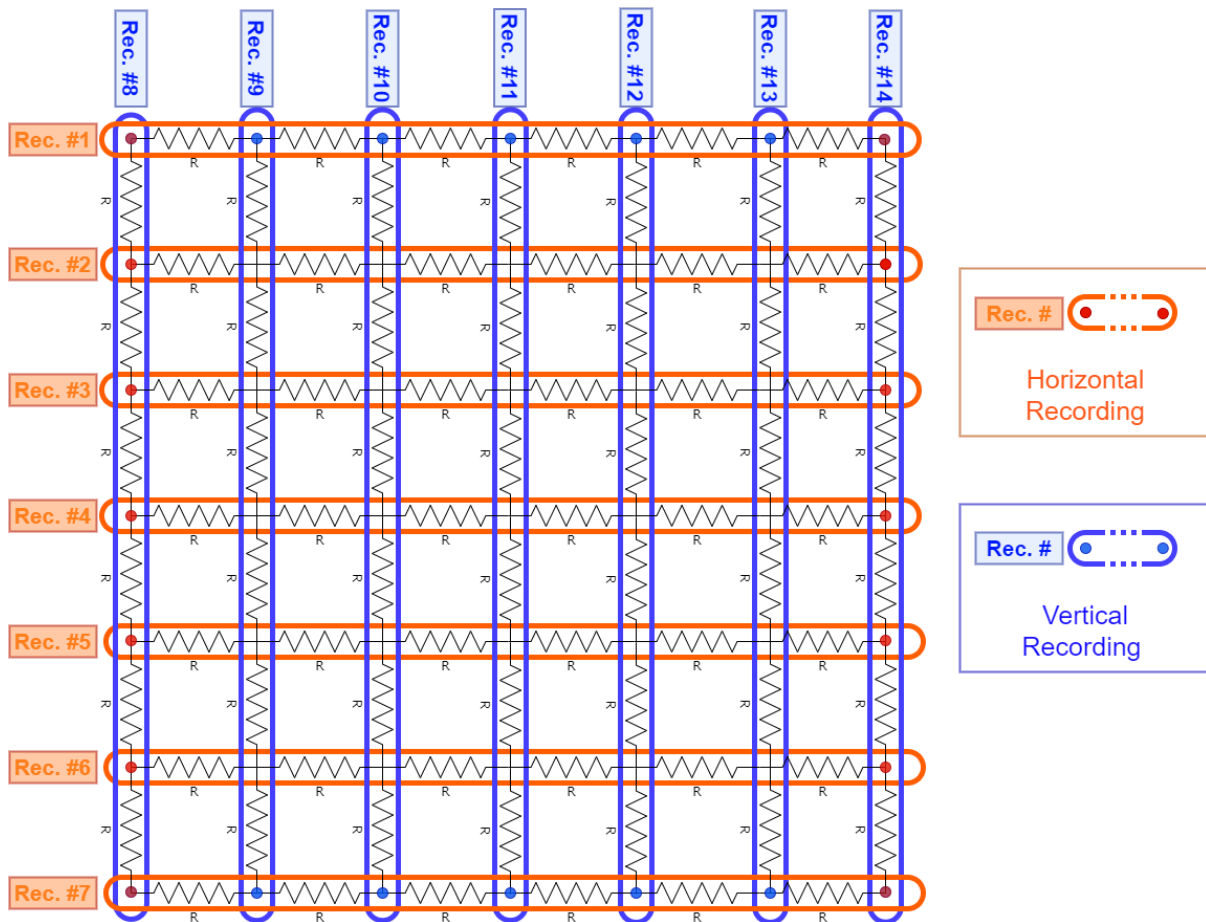 Rec. #8 Rec. #9 Rec. #10 Rec. #11 Rec. #12 Rec. #13 Rec. #14
Rec. #1
R R R R R R
R R R R R R R
Rec. #2
R R R R R R
R R R R R R R
Rec. #3
R R R R R R
R R R R R R R
Rec. #4
R R R R R R
R R R R R R R
Rec. #5
R R R R R R
R R R R R R R
Rec. #6
R R R R R R
R R R R R R R
Rec. #7
R R R R R R
Rec. #
Horizontal
Recording
Rec. #
Vertical
Recording